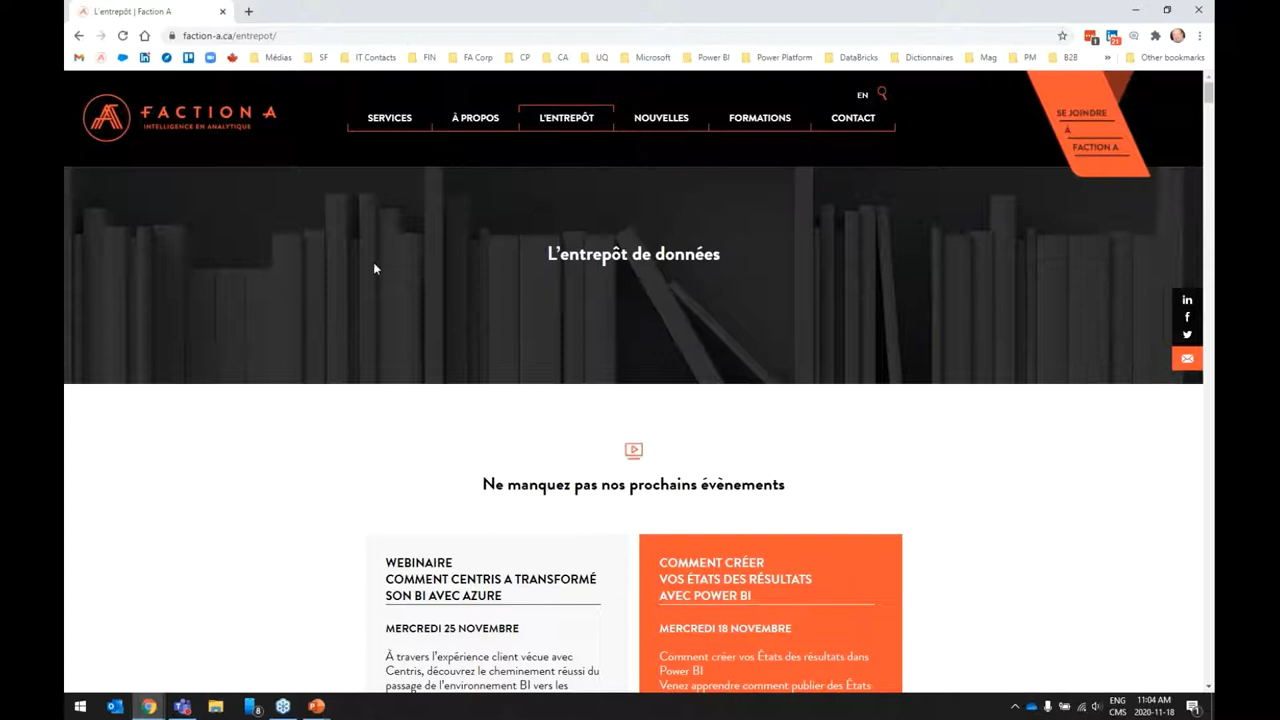 L'entrepôt | Faction A
faction-a.ca/entrepot/
Médias SF IT Contacts FIN FA Corp CP CA UQ Microsoft Power BI Power Platform DataBricks Dictionnaires Mag PM B2B » Other bookmarks
EN
FACTION A
INTELLIGENCE EN ANALYTIQUE
SERVICES À PROPOS L'ENTREPÔT NOUVELLES FORMATIONS CONTACT
SE JOINDRE
À
FACTION A
L'entrepôt de données
Ne manquez pas nos prochains évènements
WEBINAIRE
COMMENT CENTRIS A TRANSFORMÉ
SON BI AVEC AZURE
MERCREDI 25 NOVEMBRE
À travers l'expérience client vécue avec
Centris, découvrez le cheminement réussi du
passage de l'environnement BI vers les
COMMENT CRÉER
VOS ÉTATS DES RÉSULTATS
AVEC POWER BI
MERCREDI 18 NOVEMBRE
Comment créer vos États des résultats dans
Power BI
Venez apprendre comment publier des États
ENG
CMS
11:04 AM
2020-11-18